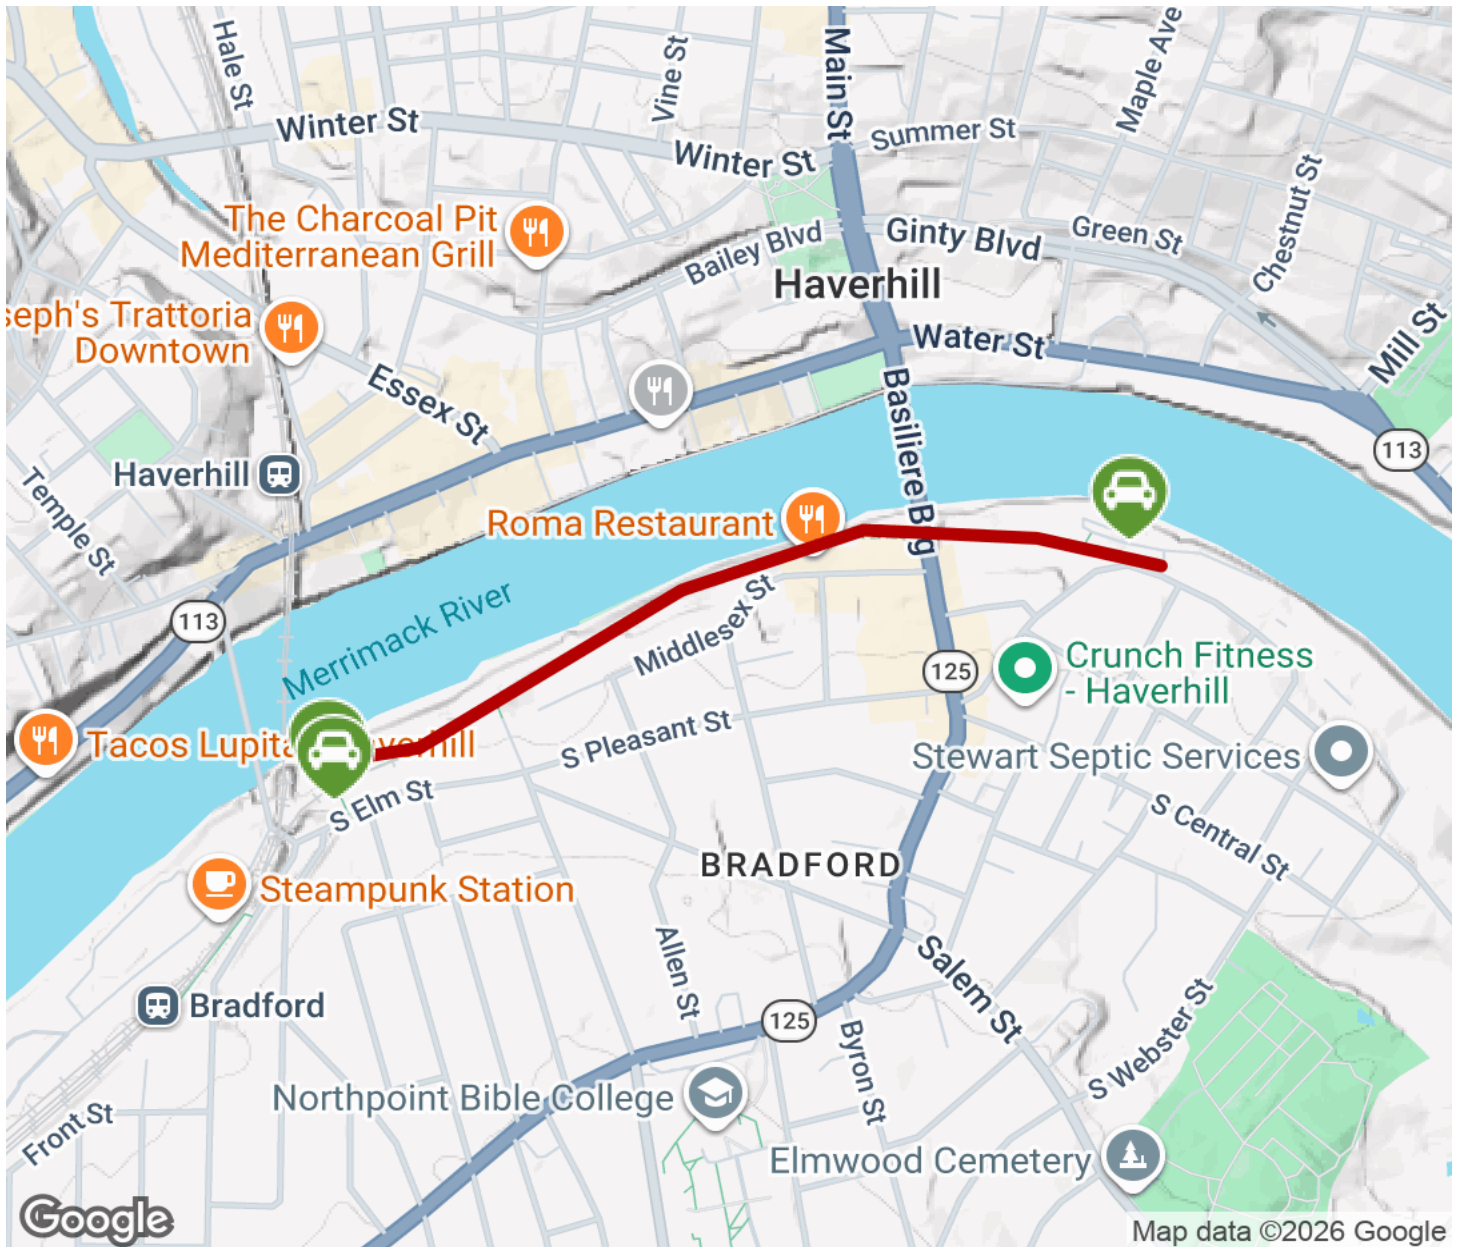 Hale St
Vine St
Main St
Maple Ave
Winter St
Summer St
Winter St
Chestnut St
The Charcoal Pit
Mediterranean Grill
Bailey Blvd
Ginty Blvd
Green St
Haverhill
seph's Trattoria
Downtown
Water St
Mill St
Essex St
Basiliere B
g
113
Haverhill
Temple St
Roma Restaurant
Merrimack River
113
Middlesex St
125
Crunch Fitness
- Haverhill
Tacos Lupita
verhill
S Pleasant St
Stewart Septic Services
S Elm St
S Central St
BRADFORD
Steampunk Station
Allen St
Salem St
Bradford
125
S Webster St
Byron St
Northpoint Bible College
Front St
Elmwood Cemetery
Google
Map data ©2026 Google